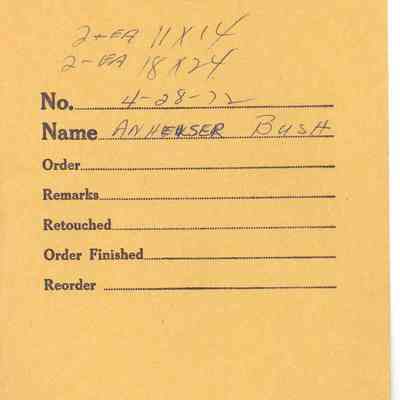 2-EA 11X14
2-EA 18X24
No. 4-28-72
Name ANHEUSER BUSH
Order
Remarks
Retouched
Order Finished
Reorder